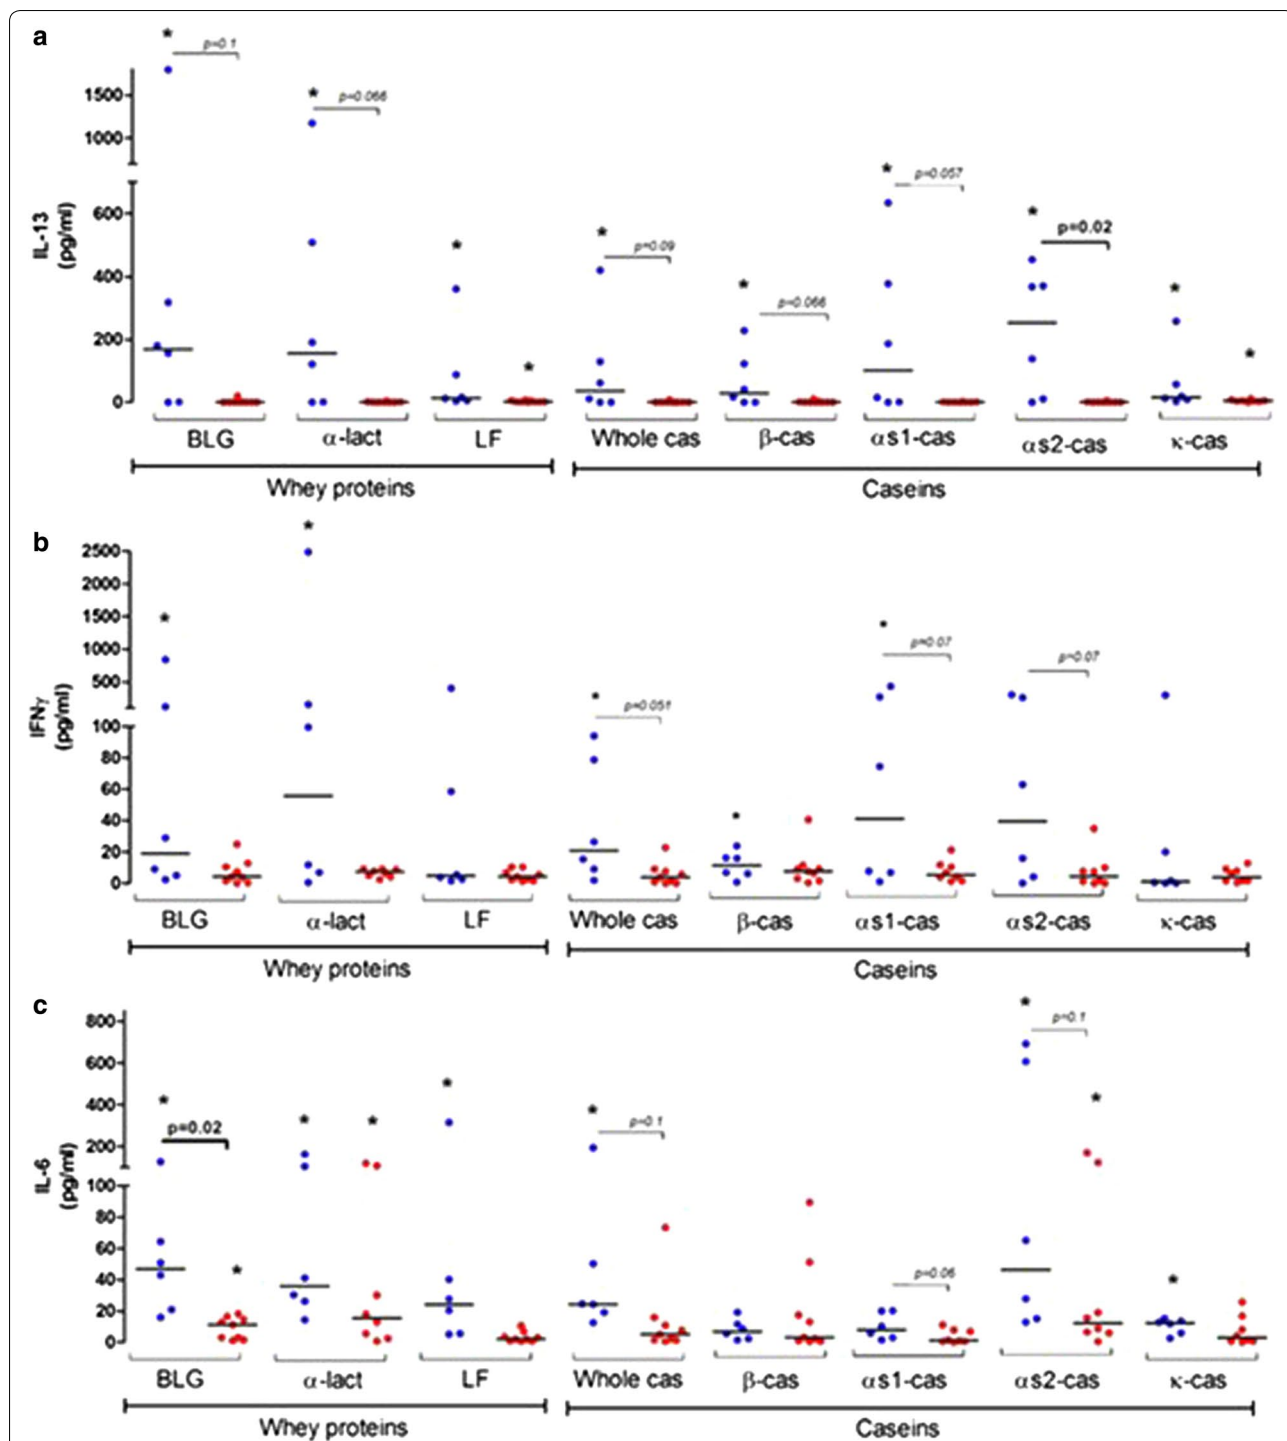 a
*
p=0.1
*
p=0.066
*
*
*
p=0.09
*
p=0.066
*
p=0.057
*
p=0.02
*
*
1500
1000
600
400
200
0
IL-13
(pg/ml)
BLG
α-lact
LF
Whole cas
β-cas
αs1-cas
αs2-cas
κ-cas
Whey proteins
Caseins
b
*
*
*
p=0.051
*
*
p=0.07
p=0.07
2500
2000
1500
1000
500
100
80
60
40
20
0
IFNγ
(pg/ml)
BLG
α-lact
LF
Whole cas
β-cas
αs1-cas
αs2-cas
κ-cas
Whey proteins
Caseins
c
*
p=0.02
*
*
*
*
*
p=0.1
p=0.06
*
p=0.1
*
*
800
600
400
200
100
80
60
40
20
0
IL-6
(pg/ml)
BLG
α-lact
LF
Whole cas
β-cas
αs1-cas
αs2-cas
κ-cas
Whey proteins
Caseins